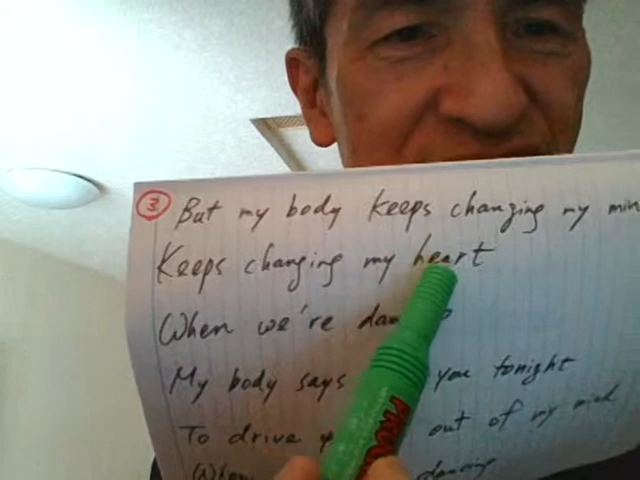 3 But my body keeps changing my min
Keeps changing my heart
When we're
My body says you tonight
To drive out of my mind
dancing